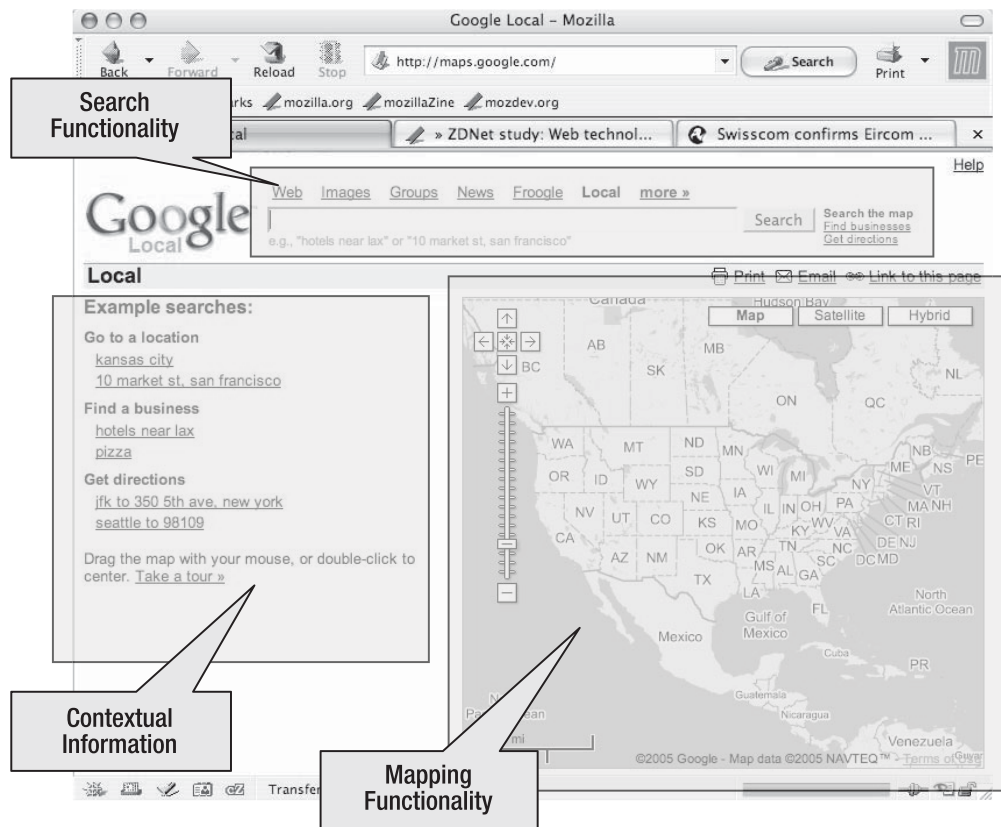 Google Local – Mozilla
Back
Forward
Reload
Stop
http://maps.google.com/
Search
Print
Search
Functionality
mozilla.org
mozillaZine
mozdev.org
» ZDNet study: Web technol...
Swisscom confirms Eircom ...
Help
Web Images Groups News Froogle Local more »
Google
Local
Search
Search the map
Find businesses
Get directions
e.g., "hotels near lax" or "10 market st, san francisco"
Local
Print Email Link to this page
Example searches:
Go to a location
kansas city
10 market st, san francisco
Find a business
hotels near lax
pizza
Get directions
jfk to 350 5th ave, new york
seattle to 98109
Drag the map with your mouse, or double-click to
center. Take a tour »
Canada
Hudson Bay
Map
Satellite
Hybrid
AB
MB
BC
SK
NL
ON
QC
WA
MT
ND
MN
NB
PE
OR
ID
WY
SD
WI
MI
ME
NS
NE
IA
NY
VT
NV
UT
CO
KS
MO
IL
IN
OH
PA
MA
NH
CA
KY
WV
VA
CT
RI
AZ
NM
OK
AR
TN
NC
DE
NJ
MS
AL
GA
SC
DC
MD
TX
LA
FL
North
Atlantic Ocean
Gulf of
Mexico
Mexico
Cuba
PR
Guatemala
Nicaragua
Venezuela
mi
©2005 Google - Map data ©2005 NAVTEQ™ - Terms of Use
Contextual
Information
Mapping
Functionality